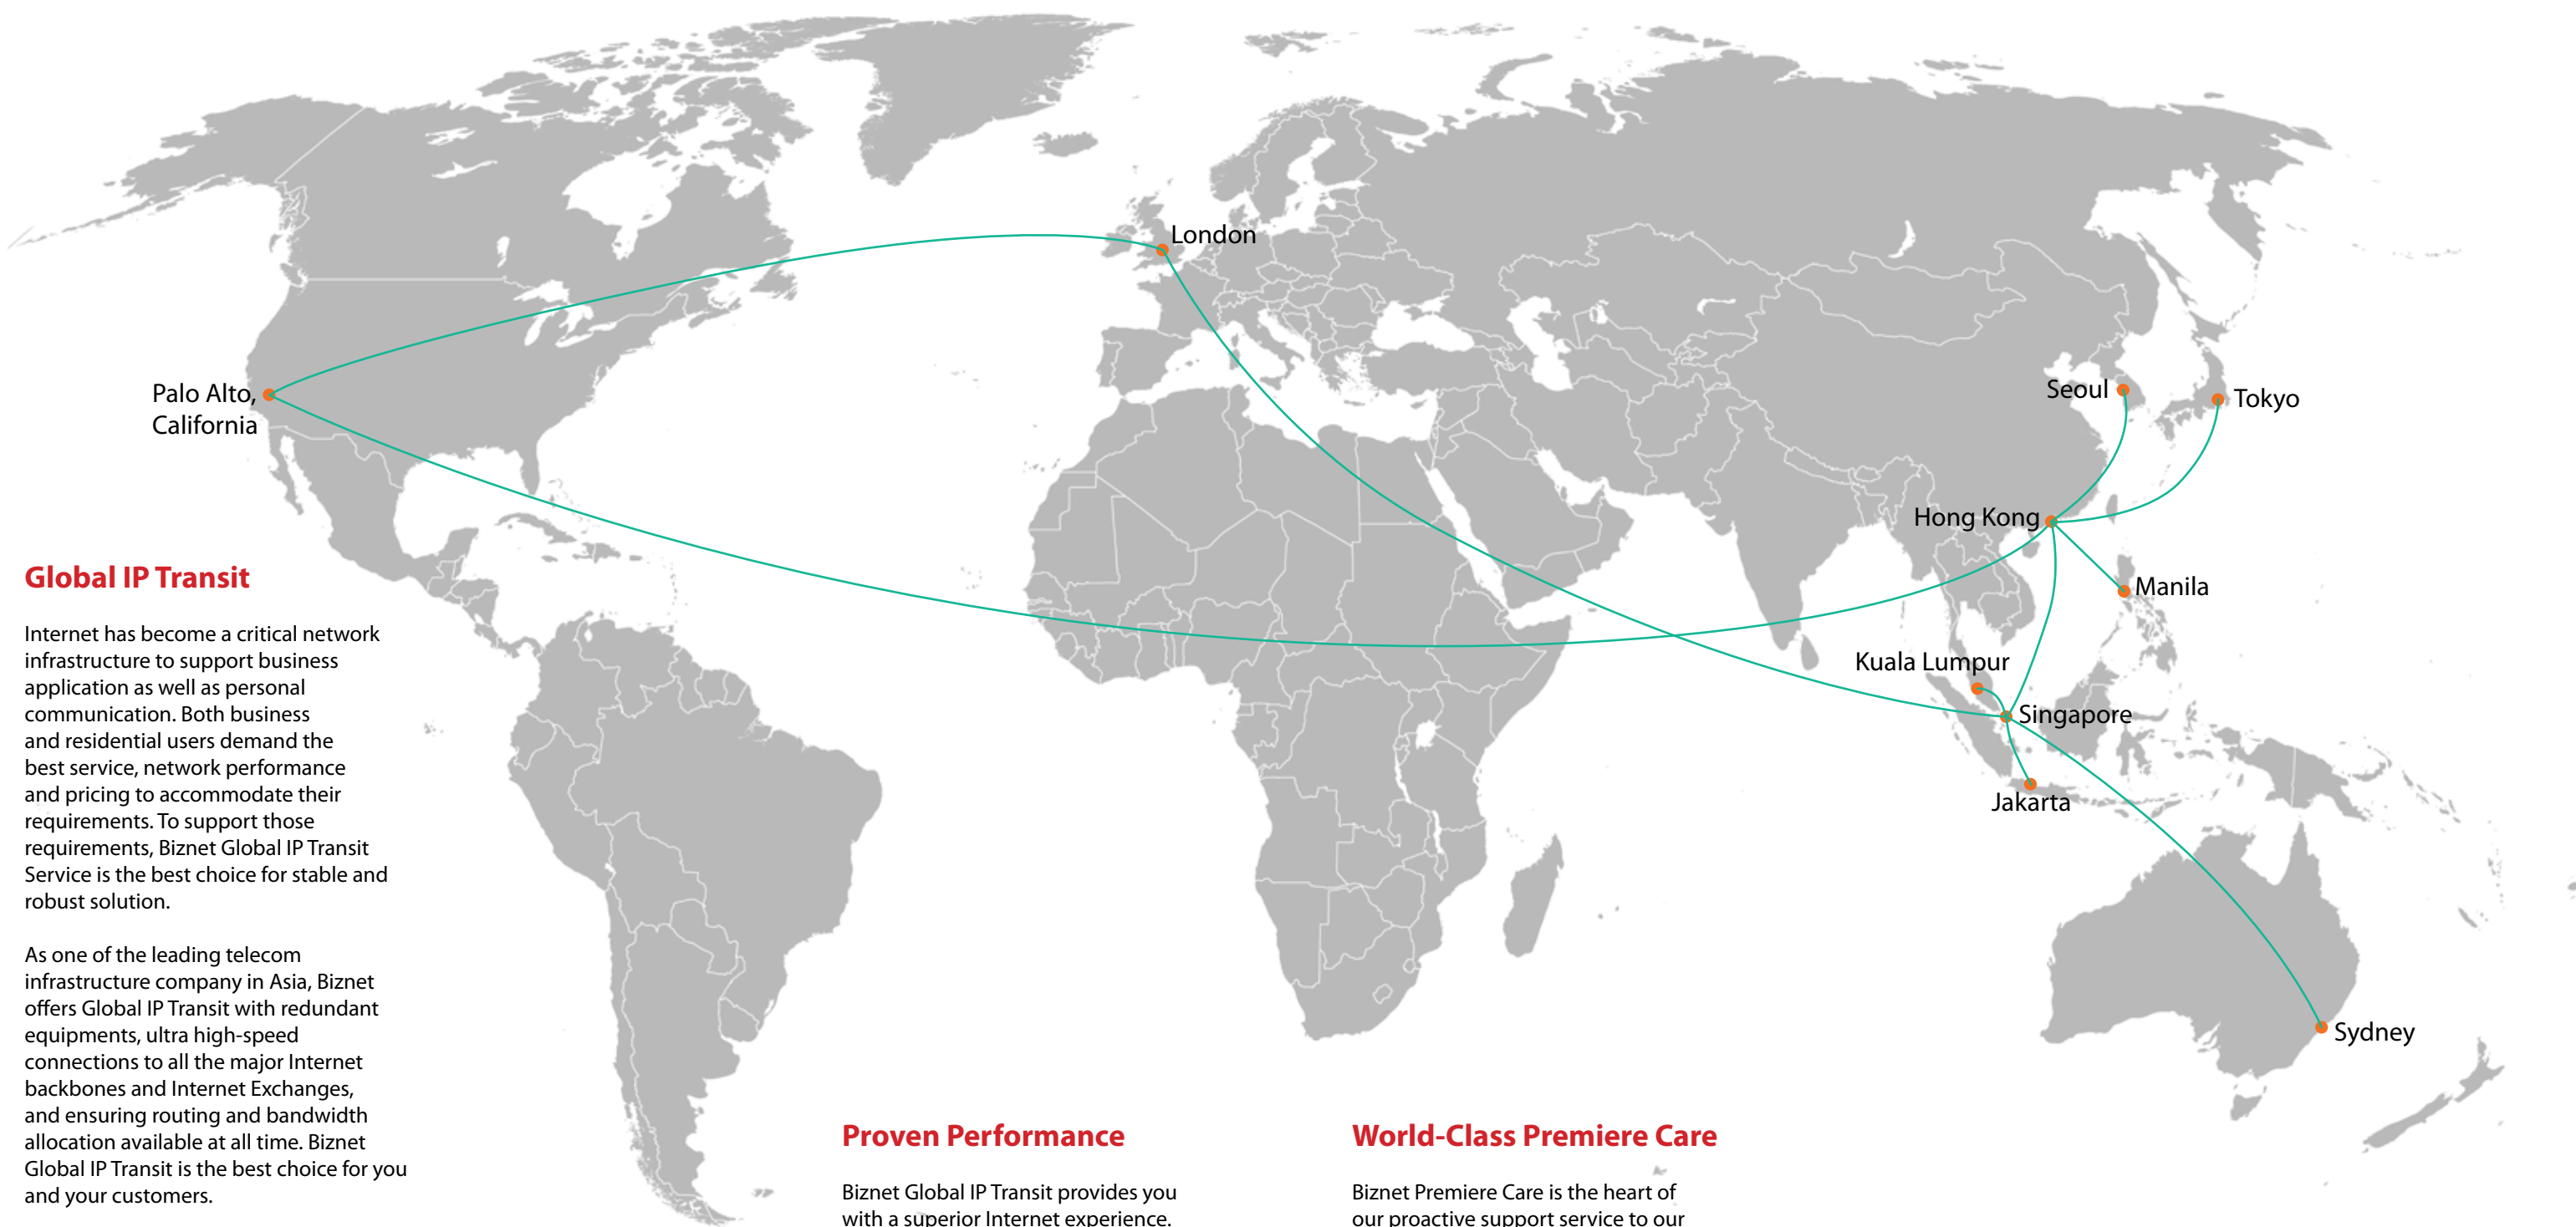 London
Palo Alto,
California
Seoul
Tokyo
Hong Kong
Manila
Kuala Lumpur
Singapore
Jakarta
Sydney
Global IP Transit
Internet has become a critical network
infrastructure to support business
application as well as personal
communication. Both business
and residential users demand the
best service, network performance
and pricing to accommodate their
requirements. To support those
requirements, Biznet Global IP Transit
Service is the best choice for stable and
robust solution.
As one of the leading telecom
infrastructure company in Asia, Biznet
offers Global IP Transit with redundant
equipments, ultra high-speed
connections to all the major Internet
backbones and Internet Exchanges,
and ensuring routing and bandwidth
allocation available at all time. Biznet
Global IP Transit is the best choice for you
and your customers.
Proven Performance
Biznet Global IP Transit provides you
with a superior Internet experience.
World-Class Premiere Care
Biznet Premiere Care is the heart of
our proactive support service to our